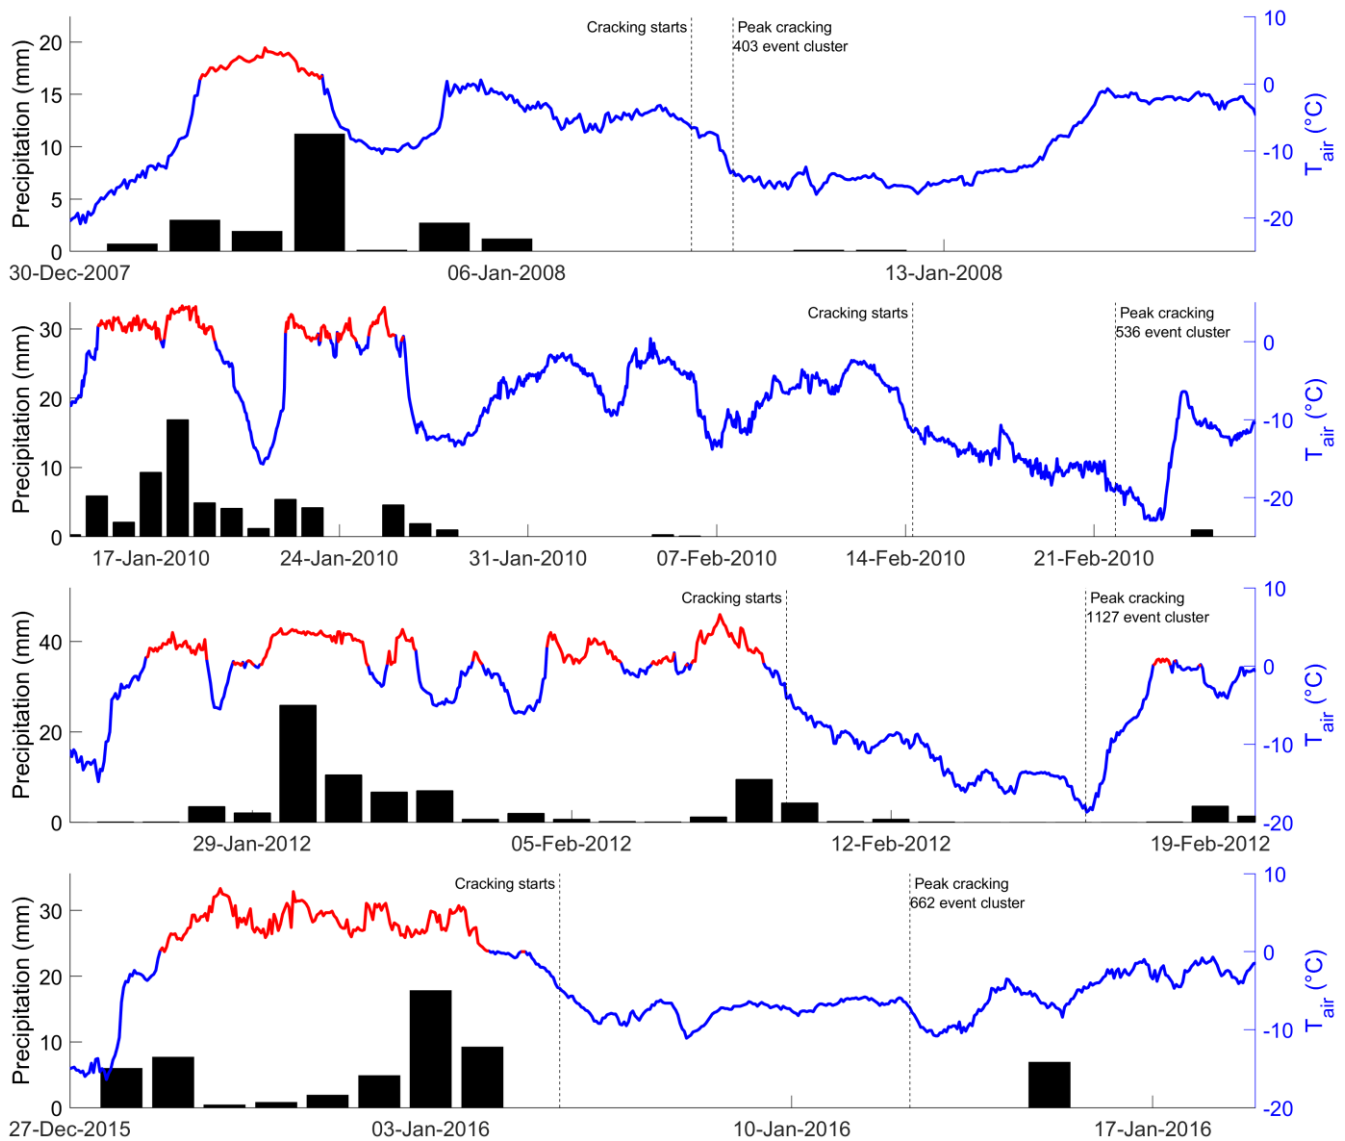 Precipitation (mm)
20
15
10
5
0
Cracking starts
Peak cracking
403 event cluster
10
0
-10
-20
T air (°C)
30-Dec-2007
06-Jan-2008
13-Jan-2008
Precipitation (mm)
30
20
10
0
Cracking starts
Peak cracking
536 event cluster
0
-10
-20
T air (°C)
17-Jan-2010
24-Jan-2010
31-Jan-2010
07-Feb-2010
14-Feb-2010
21-Feb-2010
Precipitation (mm)
40
20
0
Cracking starts
Peak cracking
1127 event cluster
10
0
-10
-20
T air (°C)
29-Jan-2012
05-Feb-2012
12-Feb-2012
19-Feb-2012
Precipitation (mm)
30
20
10
0
Cracking starts
Peak cracking
662 event cluster
10
0
-10
-20
T air (°C)
27-Dec-2015
03-Jan-2016
10-Jan-2016
17-Jan-2016